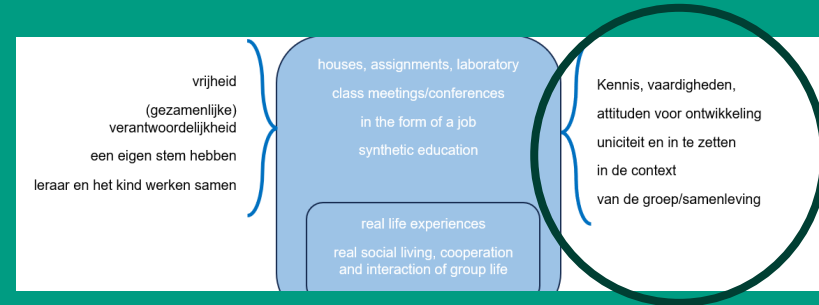 vrijheid
(gezamenlijke)
verantwoordelijkheid
een eigen stem hebben
leraar en het kind werken samen
houses, assignments, laboratory
class meetings/conferences
in the form of a job
synthetic education
real life experiences
real social living, cooperation
and interaction of group life
Kennis, vaardigheden,
attituden voor ontwikkeling
uniciteit en in te zetten
in de context
van de groep/samenleving